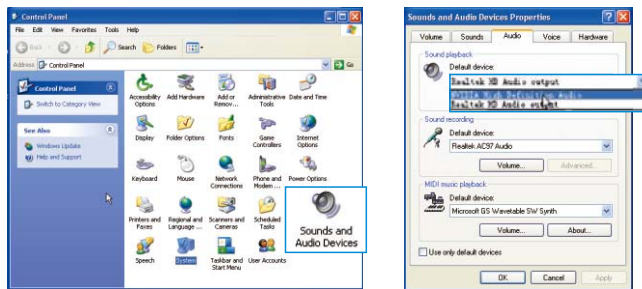 Control Panel
File Edit View Favorites Tools Help
Back Search Folders
Address Control Panel Go
Control Panel
Switch to Category View
See Also
Windows Update
Help and Support
Accessibility Options
Add Hardware
Add or Remov...
Administrative Tools
Date and Time
Display
Folder Options
Fonts
Game Controllers
Internet Options
Keyboard
Mouse
Network Connections
Phone and Modem ...
Power Options
Printers and Faxes
Regional and Language ...
Scanners and Cameras
Scheduled Tasks
Sounds and Audio Devices
Speech
System
Taskbar and Start Menu
User Accounts
Sounds and Audio Devices Properties
Volume Sounds Audio Voice Hardware
Sound playback
Default device:
Realtek HD Audio output
NVIDIA High Definition Audio
Realtek HD Audio output
Sound recording
Default device:
Realtek AC97 Audio
Volume... Advanced...
MIDI music playback
Default device:
Microsoft GS Wavetable SW Synth
Volume... About...
Use only default devices
OK Cancel Apply